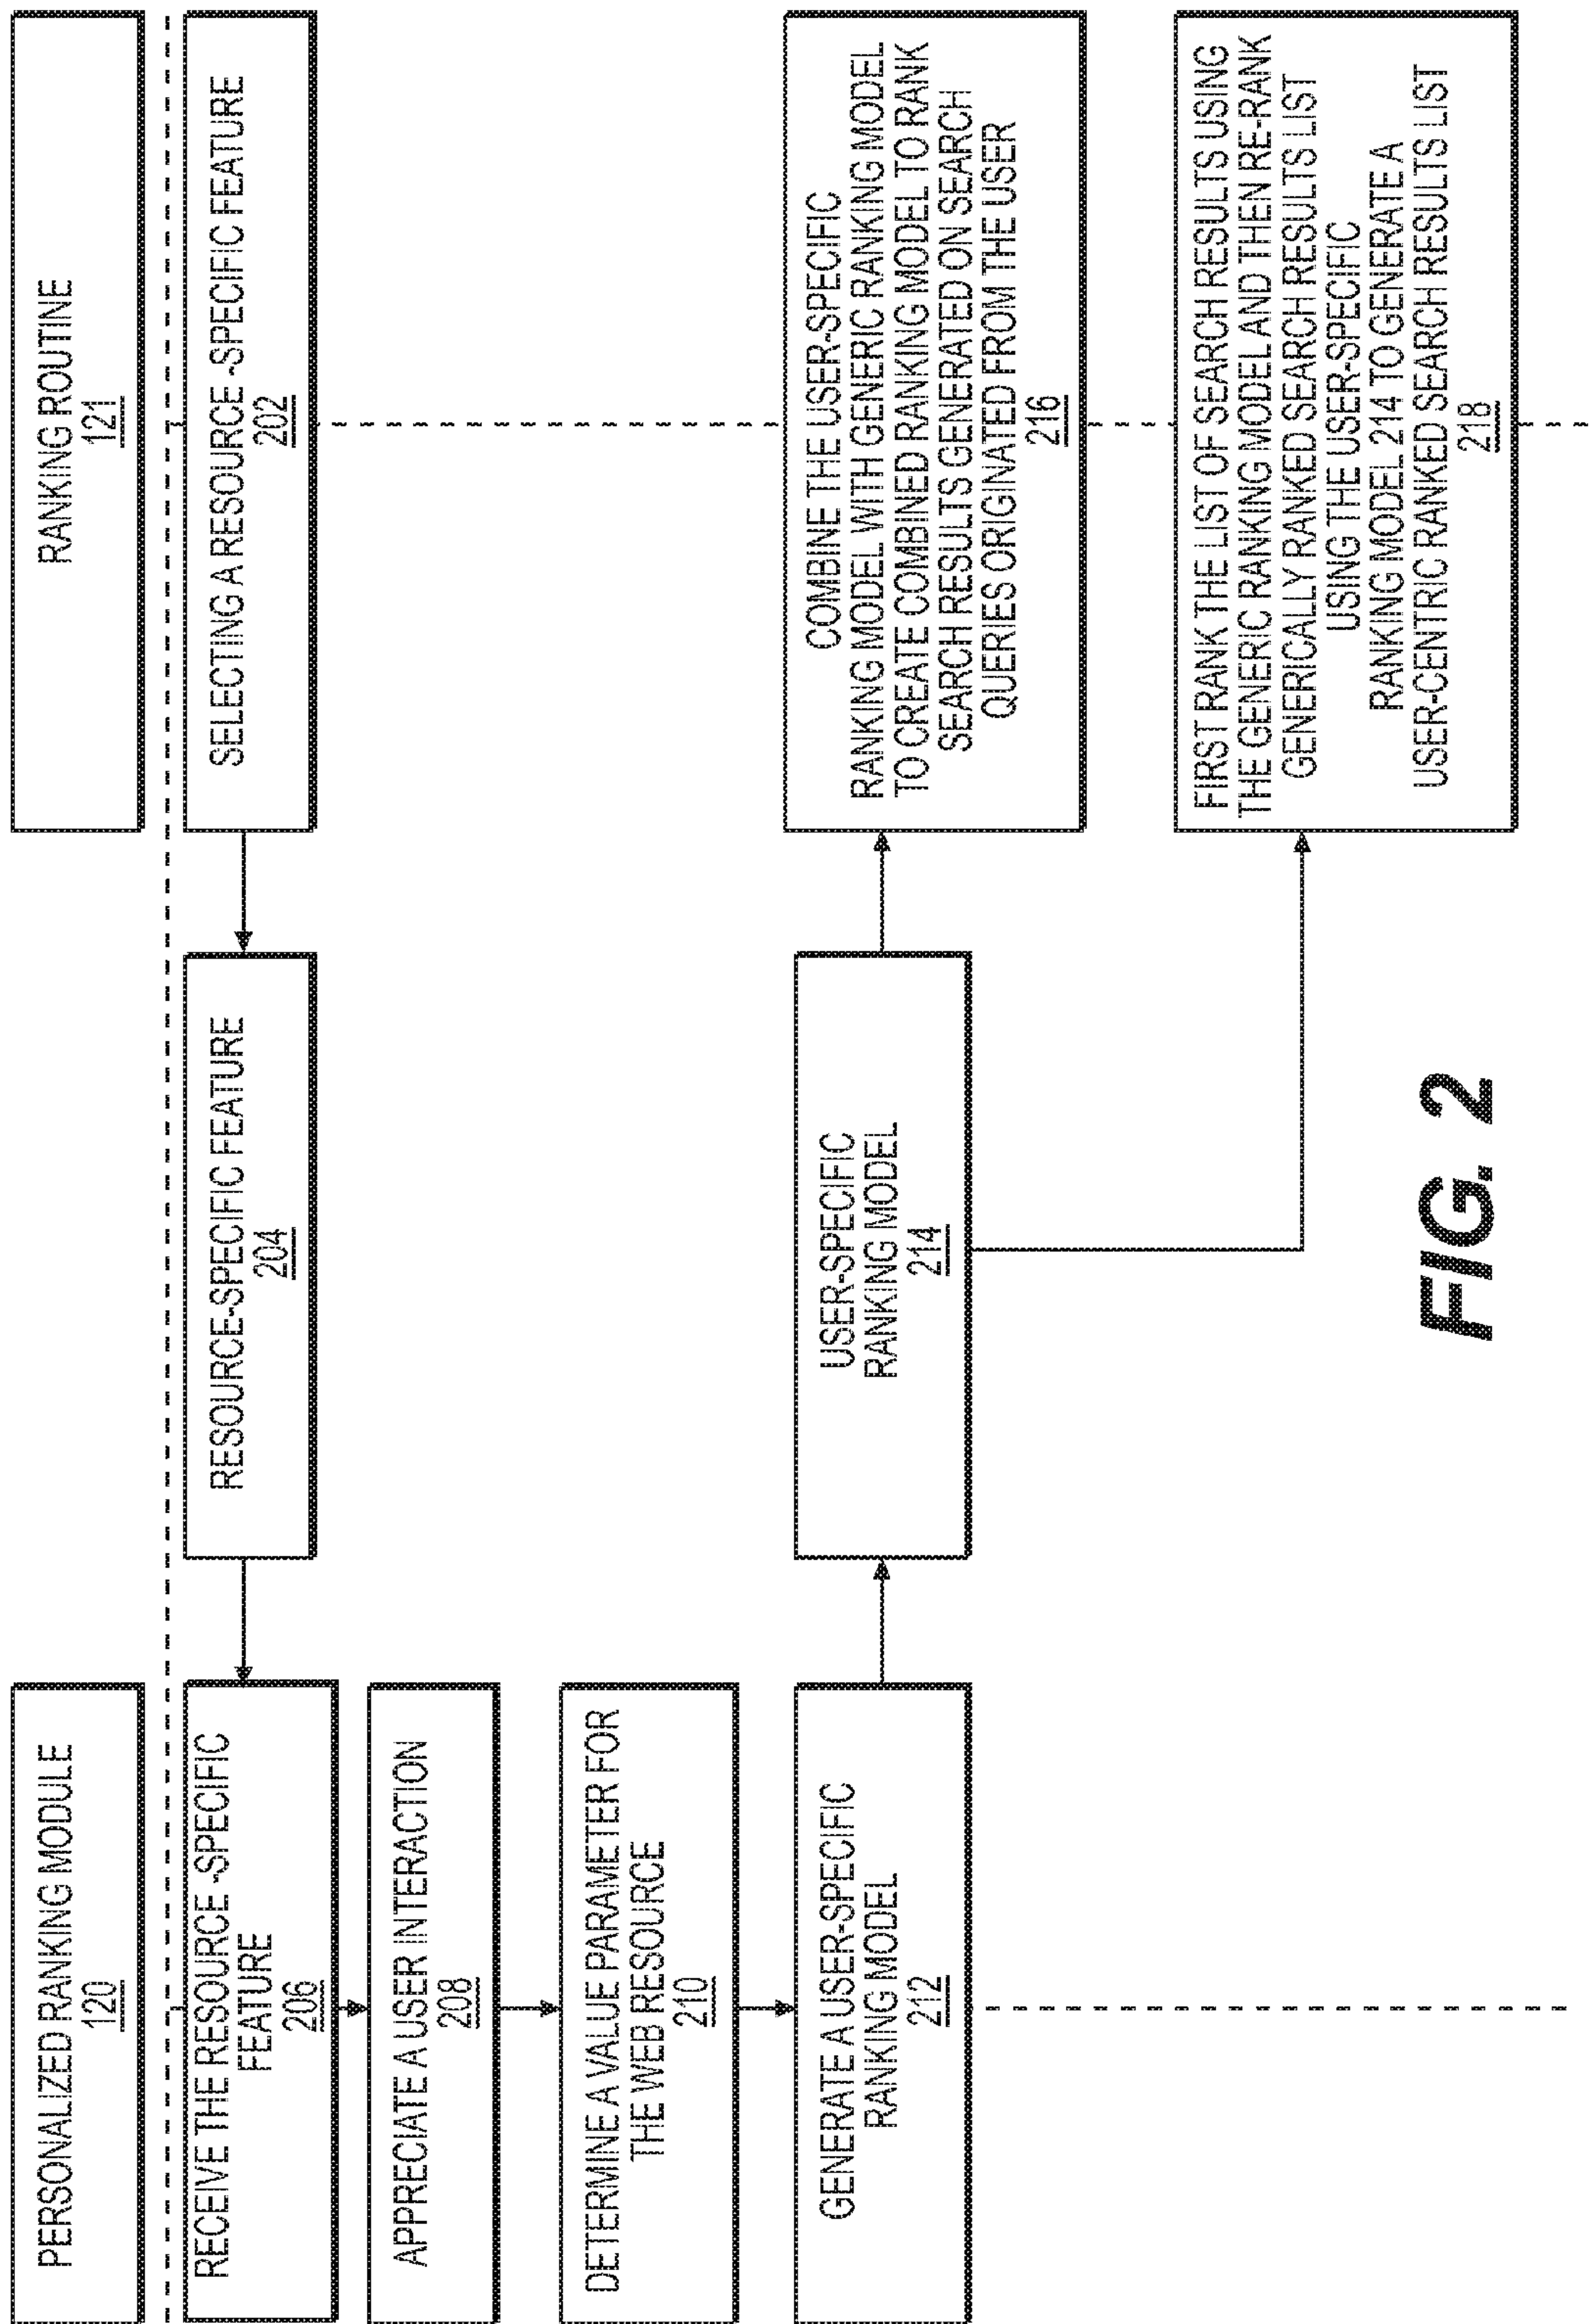 PERSONALIZED RANKING MODULE
120
RANKING ROUTINE
121
RECEIVE THE RESOURCE -SPECIFIC
FEATURE
206
RESOURCE-SPECIFIC FEATURE
204
SELECTING A RESOURCE -SPECIFIC FEATURE
202
APPRECIATE A USER INTERACTION
208
DETERMINE A VALUE PARAMETER FOR
THE WEB RESOURCE
210
GENERATE A USER-SPECIFIC
RANKING MODEL
212
USER-SPECIFIC
RANKING MODEL
214
COMBINE THE USER-SPECIFIC
RANKING MODEL WITH GENERIC RANKING MODEL
TO CREATE COMBINED RANKING MODEL TO RANK
SEARCH RESULTS GENERATED ON SEARCH
QUERIES ORIGINATED FROM THE USER
216
FIRST RANK THE LIST OF SEARCH RESULTS USING
THE GENERIC RANKING MODEL AND THEN RE-RANK
GENERICALLY RANKED SEARCH RESULTS LIST
USING THE USER-SPECIFIC
RANKING MODEL 214 TO GENERATE A
USER-CENTRIC RANKED SEARCH RESULTS LIST
218
FIG. 2